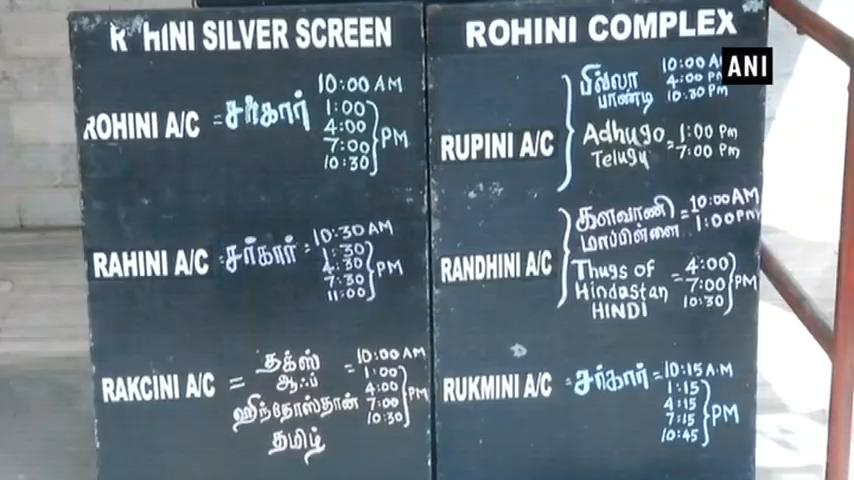 ROHINI SILVER SCREEN
ROHINI A/C = சர்கார் 10:00 AM
1:00
4:00
7:00 PM
10:30
RAHINI A/C = சர்கார் = 10:30 AM
1:30
4:30
7:30 PM
11:00
RAKCINI A/C = தக்ஸ் ஆஃப் ஹிந்தோஸ்தான் தமிழ் = 10:00 AM
1:00
4:00
7:00 PM
10:30
ROHINI COMPLEX
RUPINI A/C
பில்லா பாண்டி 10:00 AM
4:00 PM
10:30 PM
Adhugo = 1:00 PM
Telugu 7:00 PM
RANDHINI A/C
களவாணி = 10:00 AM
மாப்பிள்ளை 1:00 PM
Thugs of = 4:00
Hindastan 7:00 PM
HINDI 10:30
RUKMINI A/C = சர்கார் = 10:15 A.M
1:15
4:15
7:15 PM
10:45
ANI